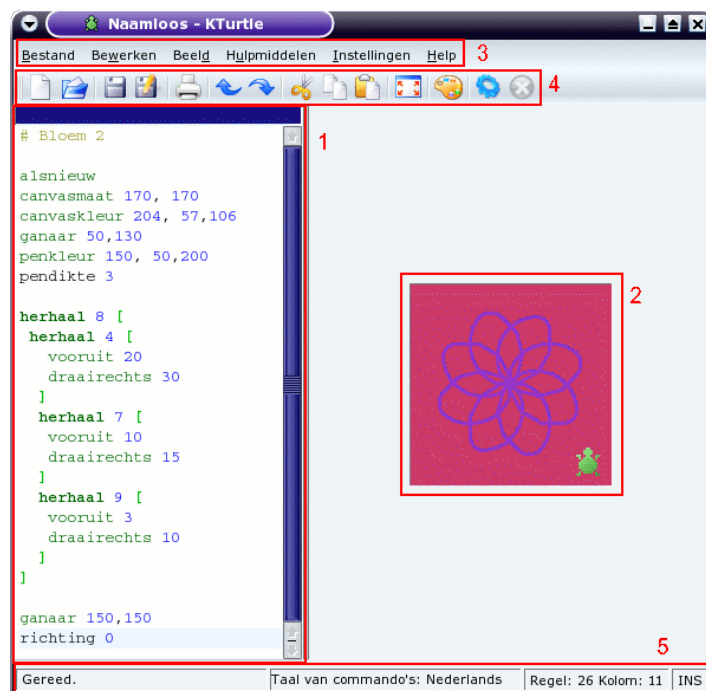 Naamloos - KTurtle
Bestand Bewerken Beeld Hulpmiddelen Instellingen Help 3
4
# Bloem 2 1
alsnieuw
canvasmaat 170, 170
canvaskleur 204, 57,106
ganaar 50,130
penkleur 150, 50,200
pendikte 3
2
herhaal 8 [
herhaal 4 [
vooruit 20
draairechts 30
]
herhaal 7 [
vooruit 10
draairechts 15
]
herhaal 9 [
vooruit 3
draairechts 10
]
]
ganaar 150,150
richting 0
5
Gereed. Taal van commando's: Nederlands Regel: 26 Kolom: 11 INS